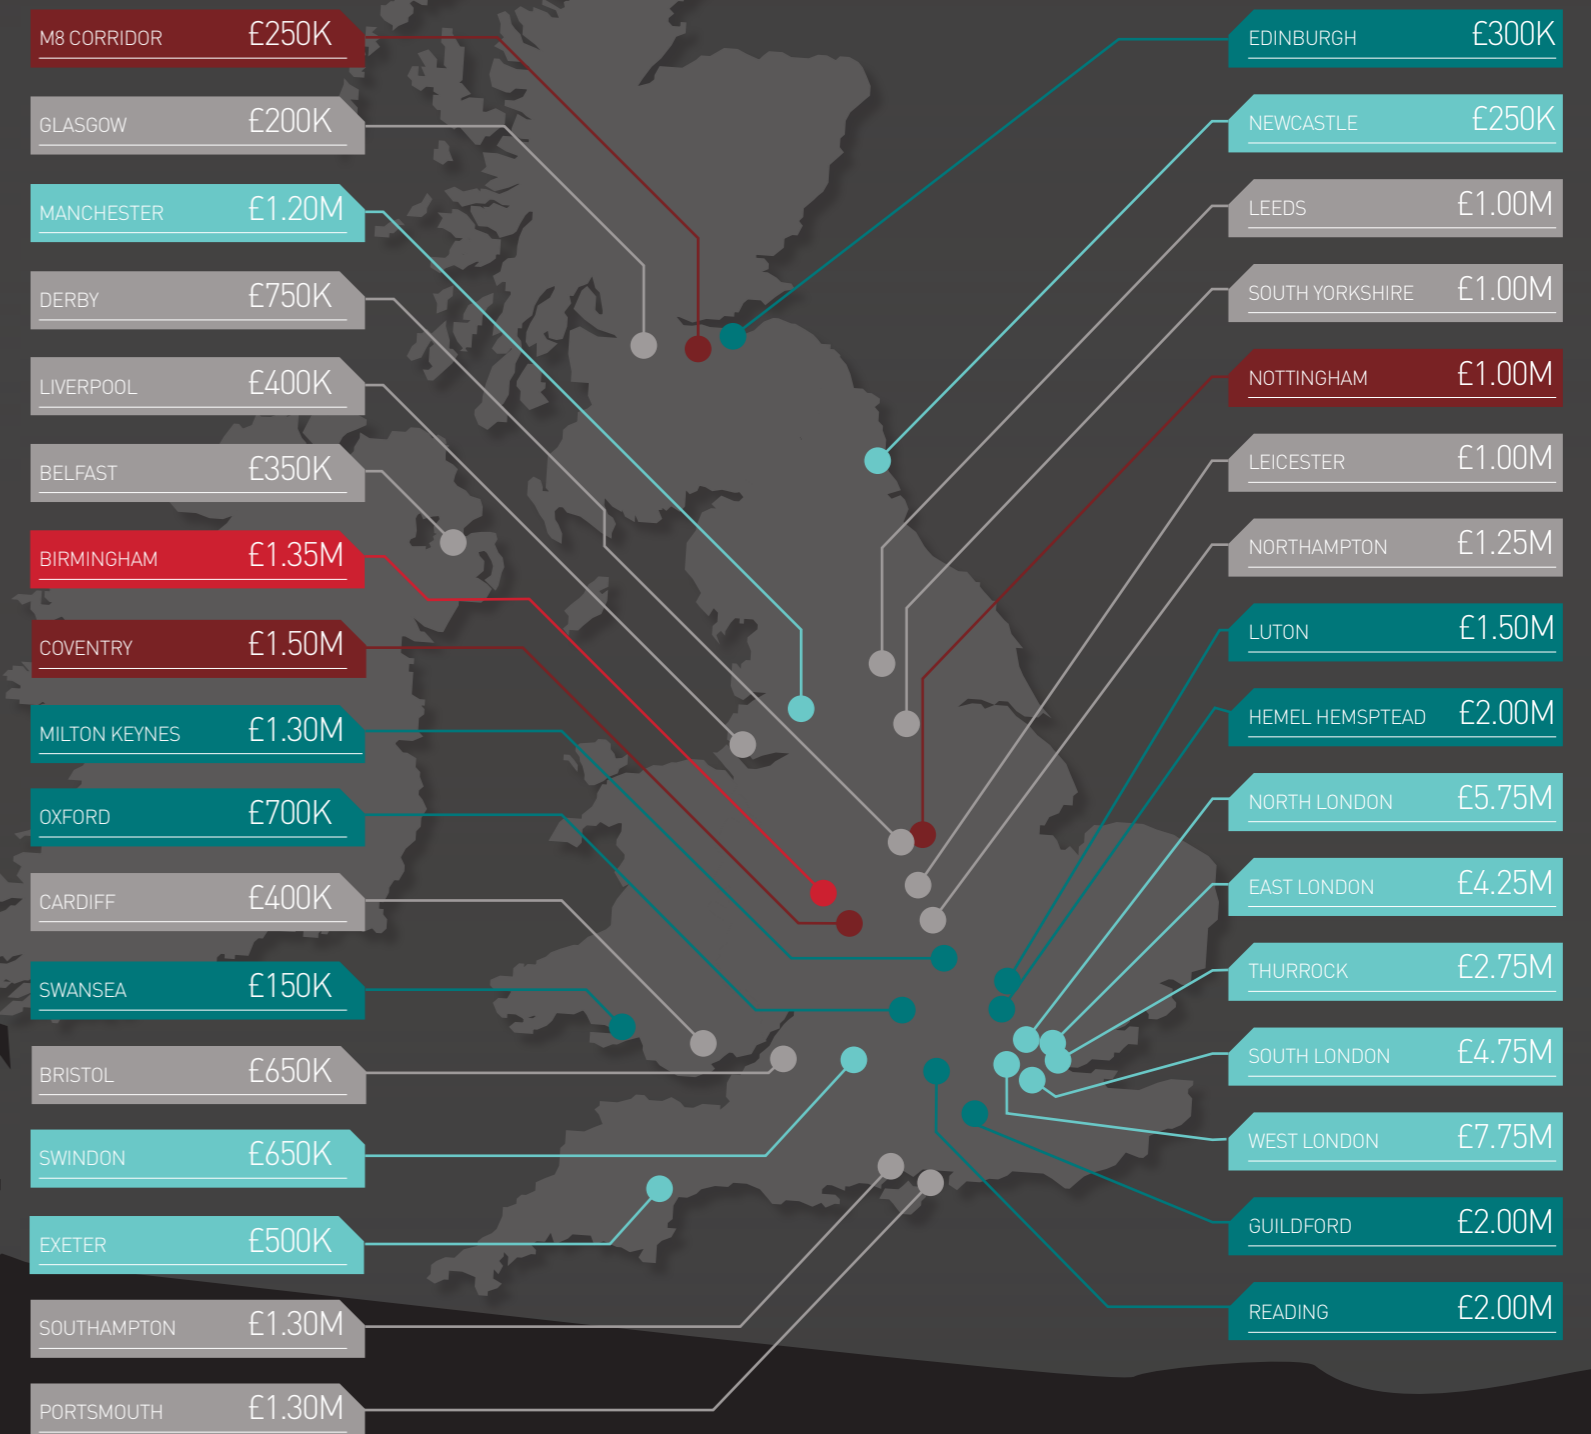 M8 CORRIDOR £250K
GLASGOW £200K
MANCHESTER £1.20M
DERBY £750K
LIVERPOOL £400K
BELFAST £350K
BIRMINGHAM £1.35M
COVENTRY £1.50M
MILTON KEYNES £1.30M
OXFORD £700K
CARDIFF £400K
SWANSEA £150K
BRISTOL £650K
SWINDON £650K
EXETER £500K
SOUTHAMPTON £1.30M
PORTSMOUTH £1.30M
EDINBURGH £300K
NEWCASTLE £250K
LEEDS £1.00M
SOUTH YORKSHIRE £1.00M
NOTTINGHAM £1.00M
LEICESTER £1.00M
NORTHAMPTON £1.25M
LUTON £1.50M
HEMEL HEMSPTEAD £2.00M
NORTH LONDON £5.75M
EAST LONDON £4.25M
THURROCK £2.75M
SOUTH LONDON £4.75M
WEST LONDON £7.75M
GUILDFORD £2.00M
READING £2.00M